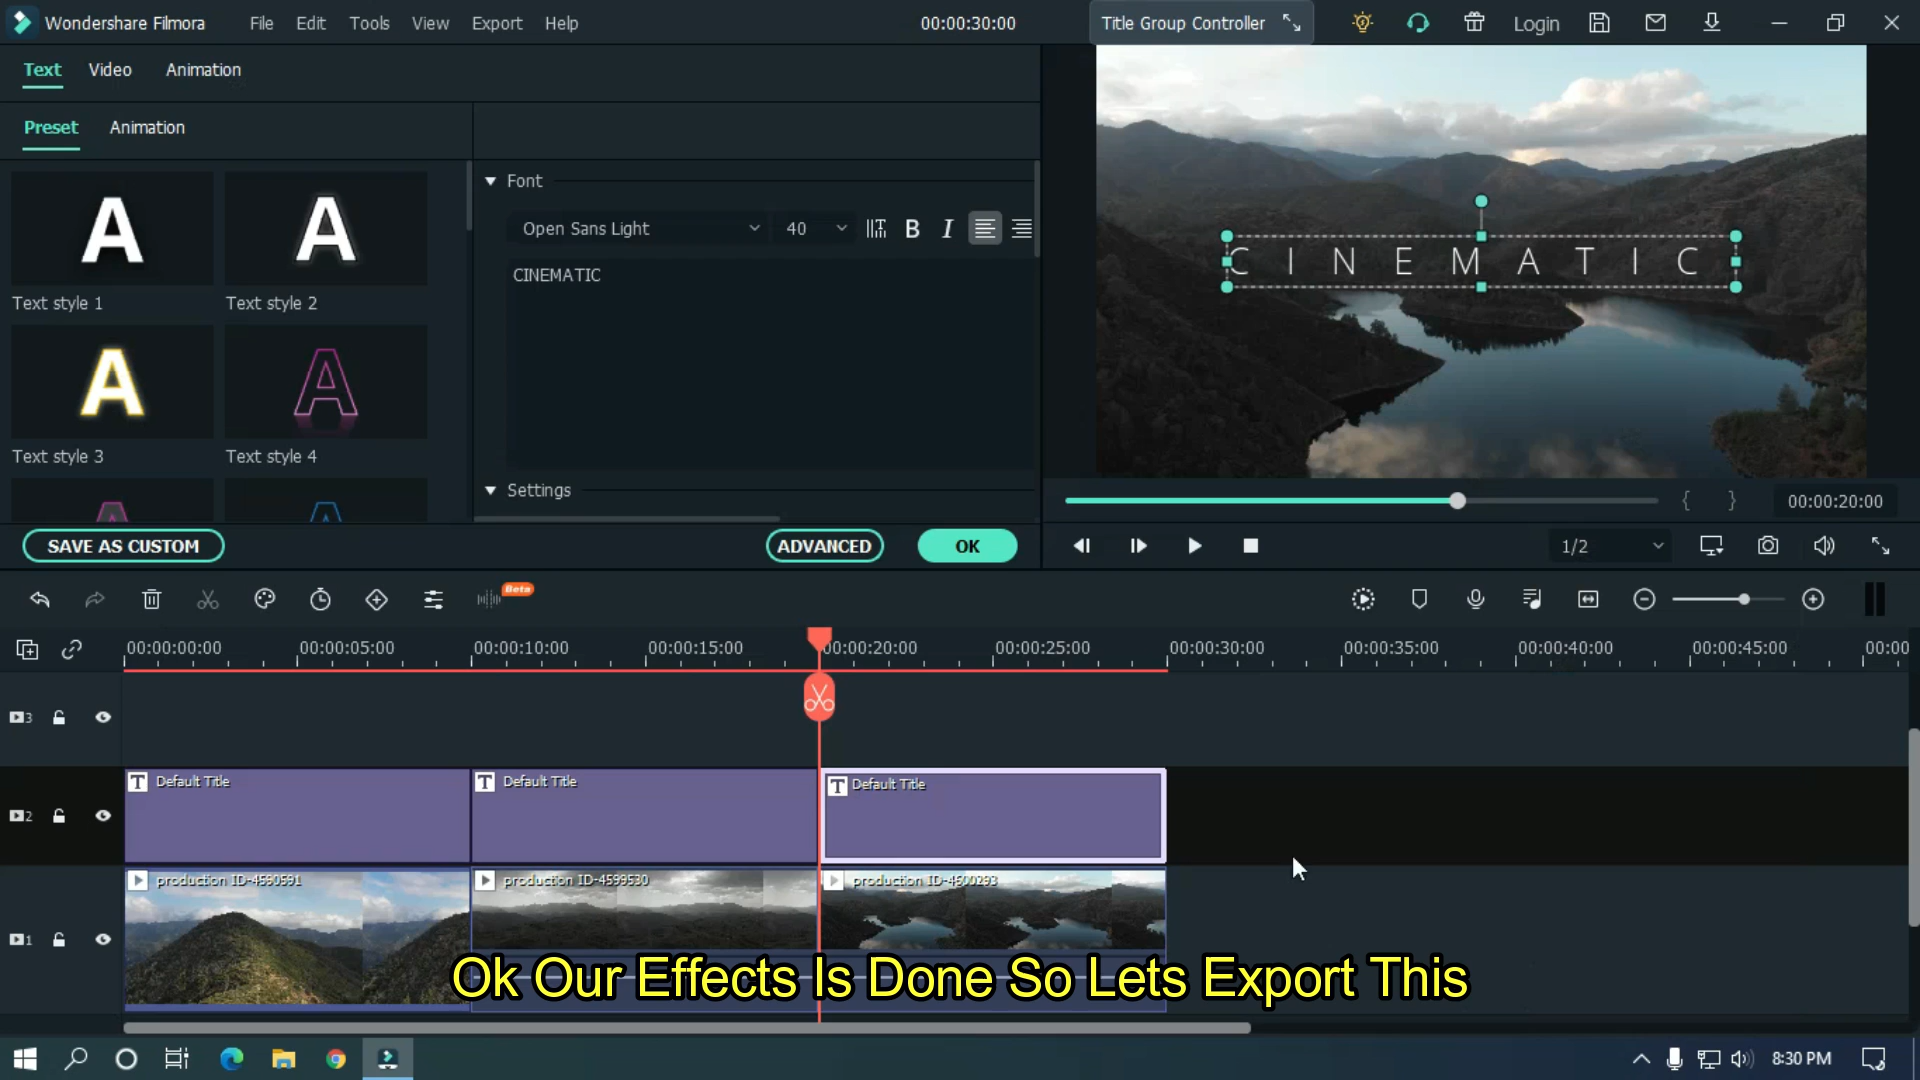 Wondershare Filmora File Edit Tools View Export Help 00:00:30:00 Title Group Controller Login
Text Video Animation
Preset Animation
Font
Open Sans Light 40 B I
CINEMATIC
A A
Text style 1 Text style 2
A A
Text style 3 Text style 4
A A
Settings
SAVE AS CUSTOM ADVANCED OK
C I N E M A T I C
{ } 00:00:20:00
1/2
Beta
00:00:00:00 00:00:05:00 00:00:10:00 00:00:15:00 00:00:20:00 00:00:25:00 00:00:30:00 00:00:35:00 00:00:40:00 00:00:45:00 00:00
3
T Default Title T Default Title T Default Title
2
production ID-4590591 production ID-4599530 production ID-4600293
1
Ok Our Effects Is Done So Lets Export This
8:30 PM